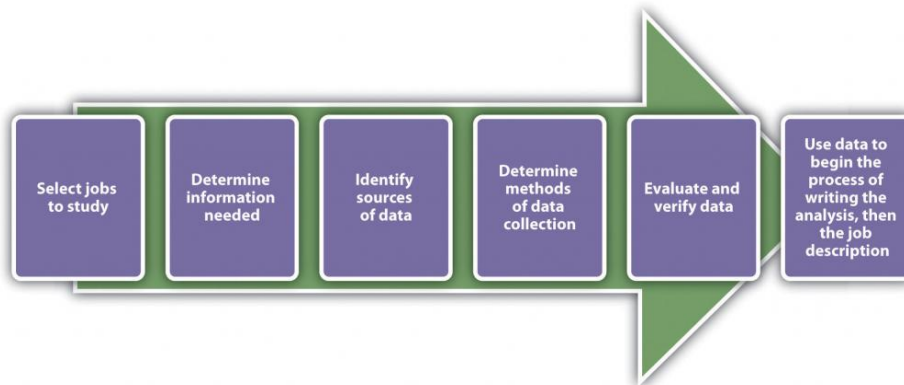 Select jobs
to study
Determine
information
needed
Identify
sources
of data
Determine
methods
of data
collection
Evaluate and
verify data
Use data to
begin the
process of
writing the
analysis, then
the job
description